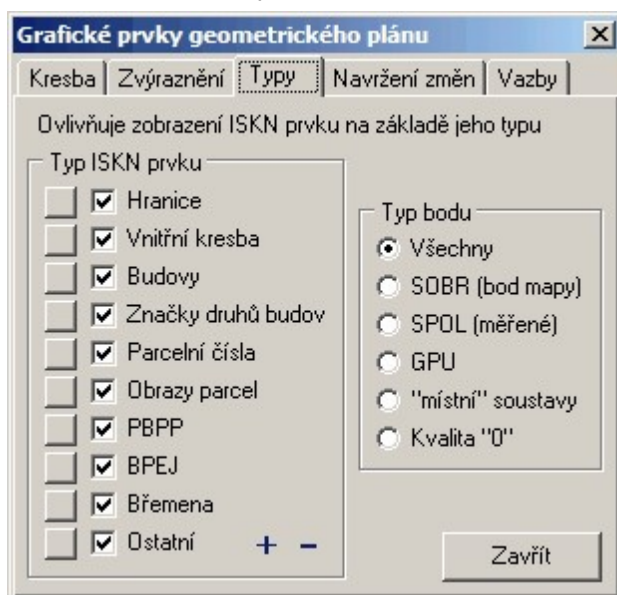 Grafické prvky geometrického plánu
Kresba Zvýraznění Typy Navržení změn Vazby
Ovlivňuje zobrazení ISKN prvku na základě jeho typu
Typ ISKN prvku
Hranice
Vnitřní kresba
Budovy
Značky druhů budov
Parcelní čísla
Obrazy parcel
PBPP
BPEJ
Břemena
Ostatní + -
Typ bodu
Všechny
SOBR (bod mapy)
SPOL (měřené)
GPU
"místní" soustavy
Kvalita "0"
Zavřít